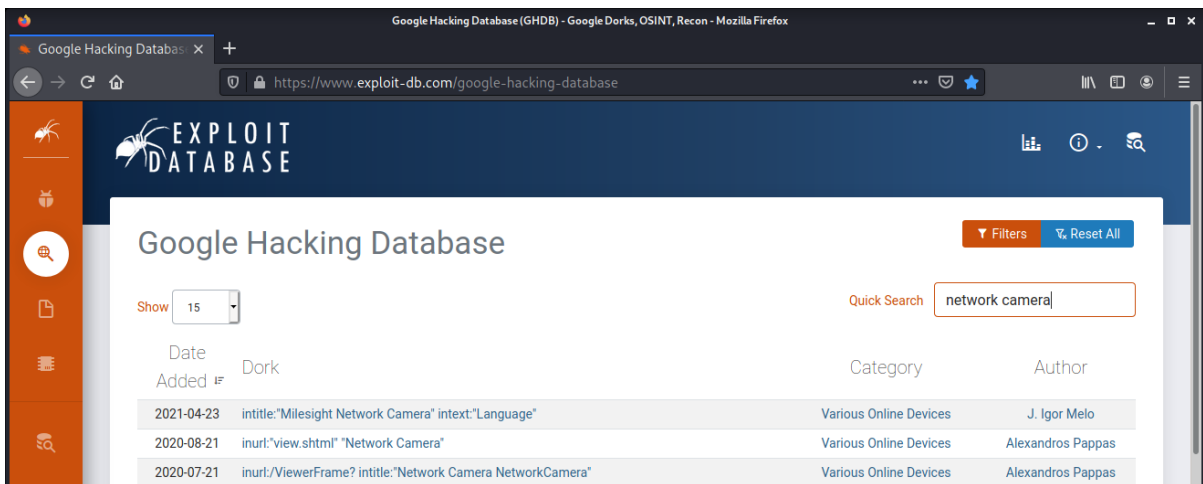 Google Hacking Database (GHDB) - Google Dorks, OSINT, Recon - Mozilla Firefox
Google Hacking Databas
https://www.exploit-db.com/google-hacking-database
EXPLOIT
DATABASE
Google Hacking Database
Filters Reset All
Show 15
Quick Search network camera
Date Added Dork Category Author
2021-04-23 intitle:"Milesight Network Camera" intext:"Language" Various Online Devices J. Igor Melo
2020-08-21 inurl:"view.shtml" "Network Camera" Various Online Devices Alexandros Pappas
2020-07-21 inurl:/ViewerFrame? intitle:"Network Camera NetworkCamera" Various Online Devices Alexandros Pappas